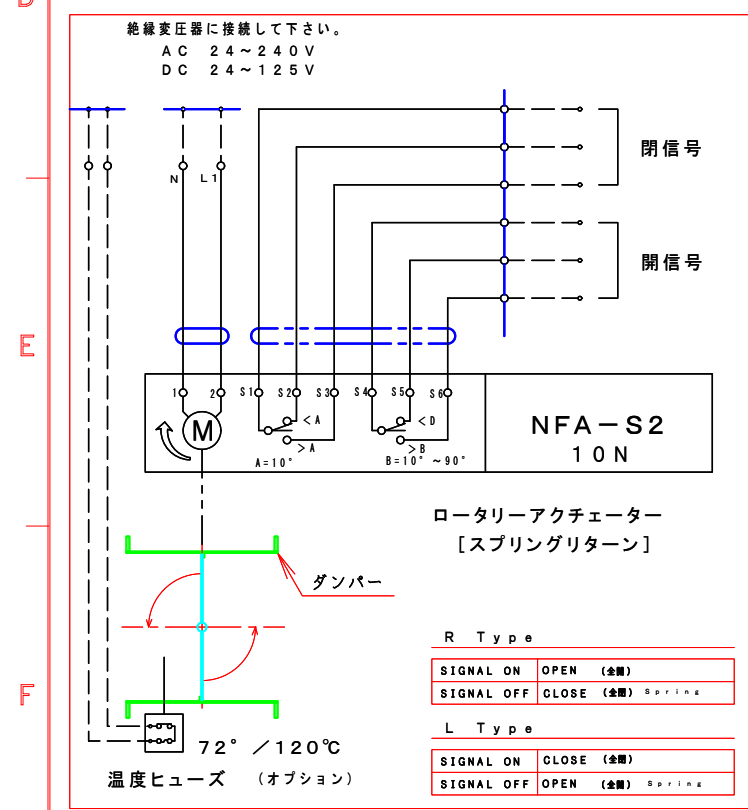 D
絶縁変圧器に接続して下さい。
AC 24~240V
DC 24~125V
閉信号
N L1
開信号
E
1 2 S1 S2 S3 S4 S5 S6
M
<A
>A
A=10°
<D
>B
B=10° ~90°
NFA-S2
10N
ロータリーアクチェーター
[スプリングリターン]
ダンパー
R Type
SIGNAL ON OPEN (全開)
SIGNAL OFF CLOSE (全閉) Spring
F
L Type
SIGNAL ON CLOSE (全閉)
SIGNAL OFF OPEN (全開) Spring
72° /120℃
温度ヒューズ (オプション)